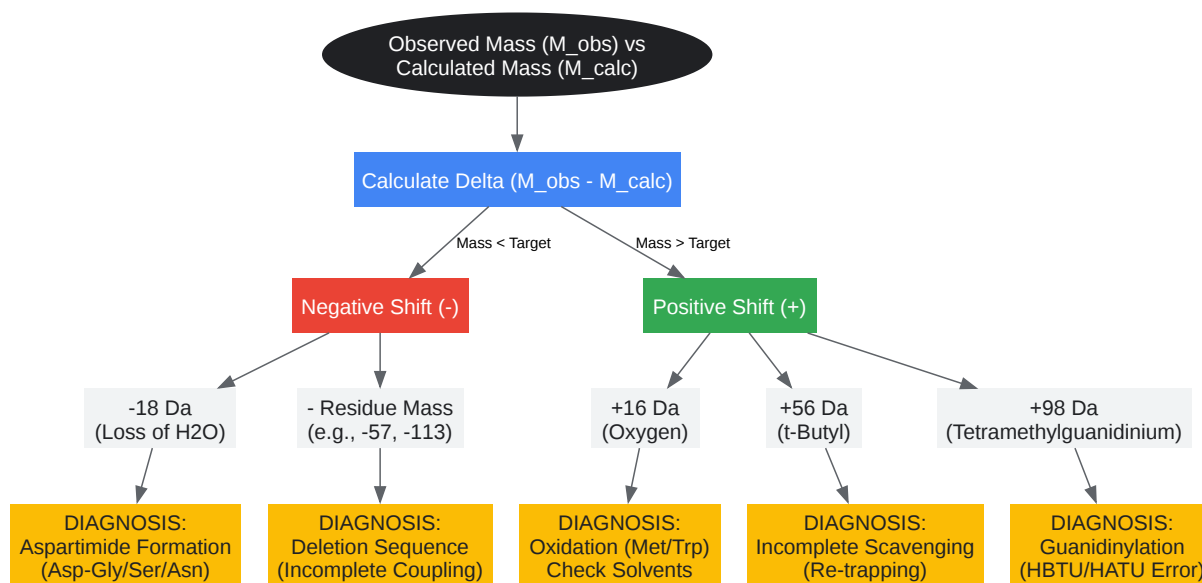 Observed Mass (M_obs) vs
Calculated Mass (M_calc)
Calculate Delta (M_obs - M_calc)
Mass < Target
Mass > Target
Negative Shift (-)
Positive Shift (+)
-18 Da
(Loss of H2O)
- Residue Mass
(e.g., -57, -113)
+16 Da
(Oxygen)
+56 Da
(t-Butyl)
+98 Da
(Tetramethylguanidinium)
DIAGNOSIS:
Aspartimide Formation
(Asp-Gly/Ser/Asn)
DIAGNOSIS:
Deletion Sequence
(Incomplete Coupling)
DIAGNOSIS:
Oxidation (Met/Trp)
Check Solvents
DIAGNOSIS:
Incomplete Scavenging
(Re-trapping)
DIAGNOSIS:
Guanidinylation
(HBTU/HATU Error)